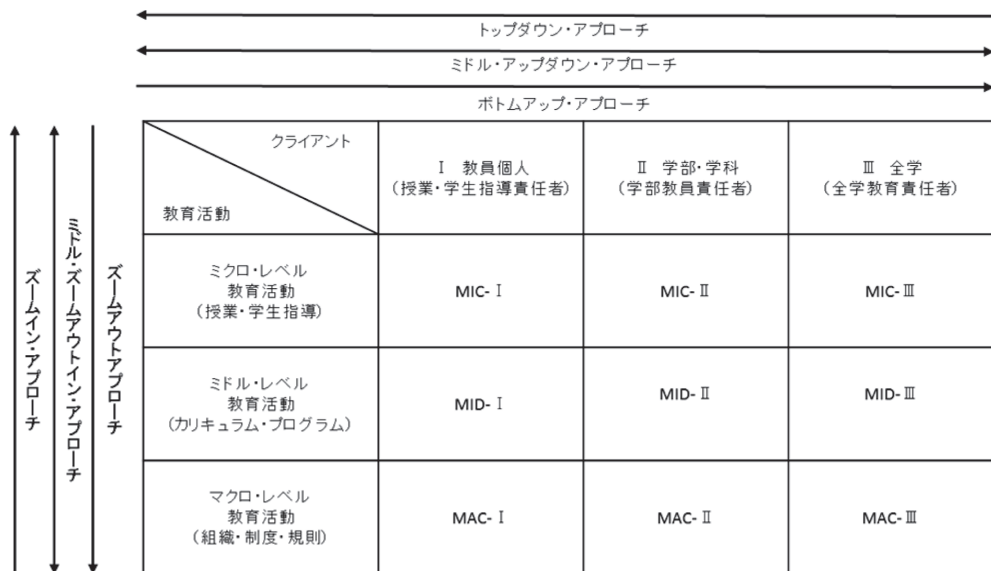 トップダウン・アプローチ
ミドル・アップダウン・アプローチ
ボトムアップ・アプローチ
ズームイン・アプローチ
ミドル・ズームアウトイン・アプローチ
ズームアウトアプローチ
クライアント
教育活動
Ⅰ 教員個人
(授業・学生指導責任者)
Ⅱ 学部・学科
(学部教員責任者)
Ⅲ 全学
(全学教育責任者)
ミクロ・レベル
教育活動
(授業・学生指導)
MIC-Ⅰ
MIC-Ⅱ
MIC-Ⅲ
ミドル・レベル
教育活動
(カリキュラム・プログラム)
MID-Ⅰ
MID-Ⅱ
MID-Ⅲ
マクロ・レベル
教育活動
(組織・制度・規則)
MAC-Ⅰ
MAC-Ⅱ
MAC-Ⅲ